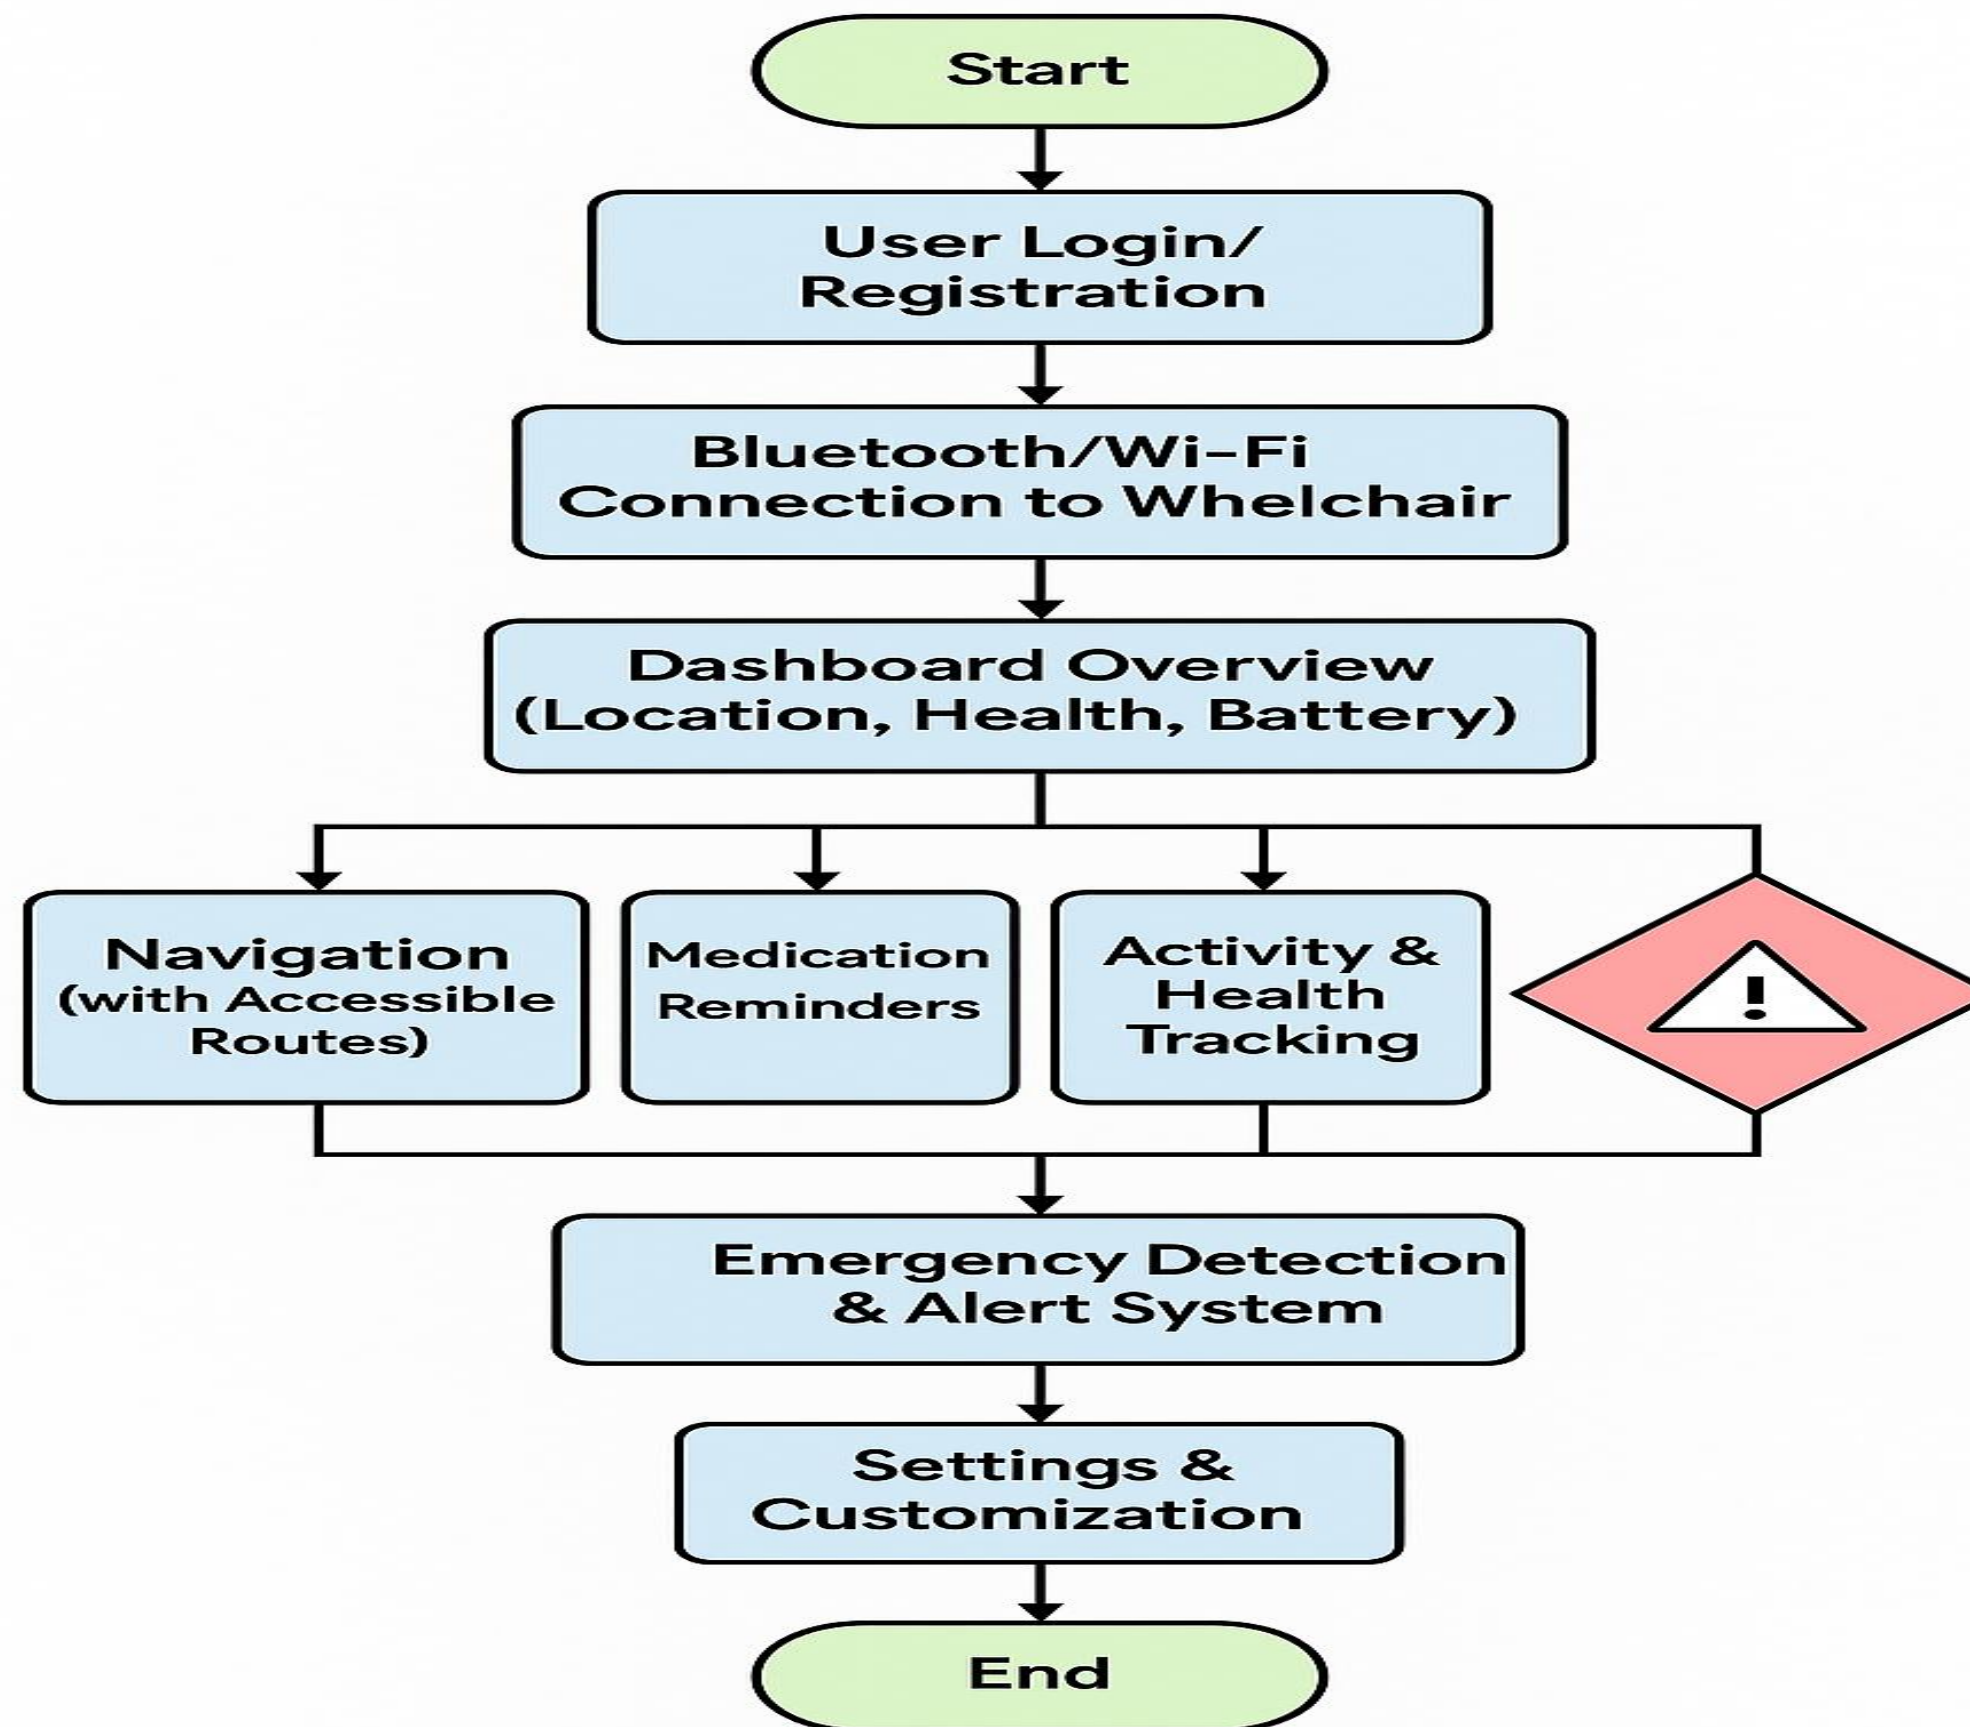 Start
User Login/
Registration
Bluetooth/Wi-Fi
Connection to Whelchair
Dashboard Overview
(Location, Health, Battery)
Navigation
(with Accessible
Routes)
Medication
Reminders
Activity &
Health
Tracking
!
Emergency Detection
& Alert System
Settings &
Customization
End